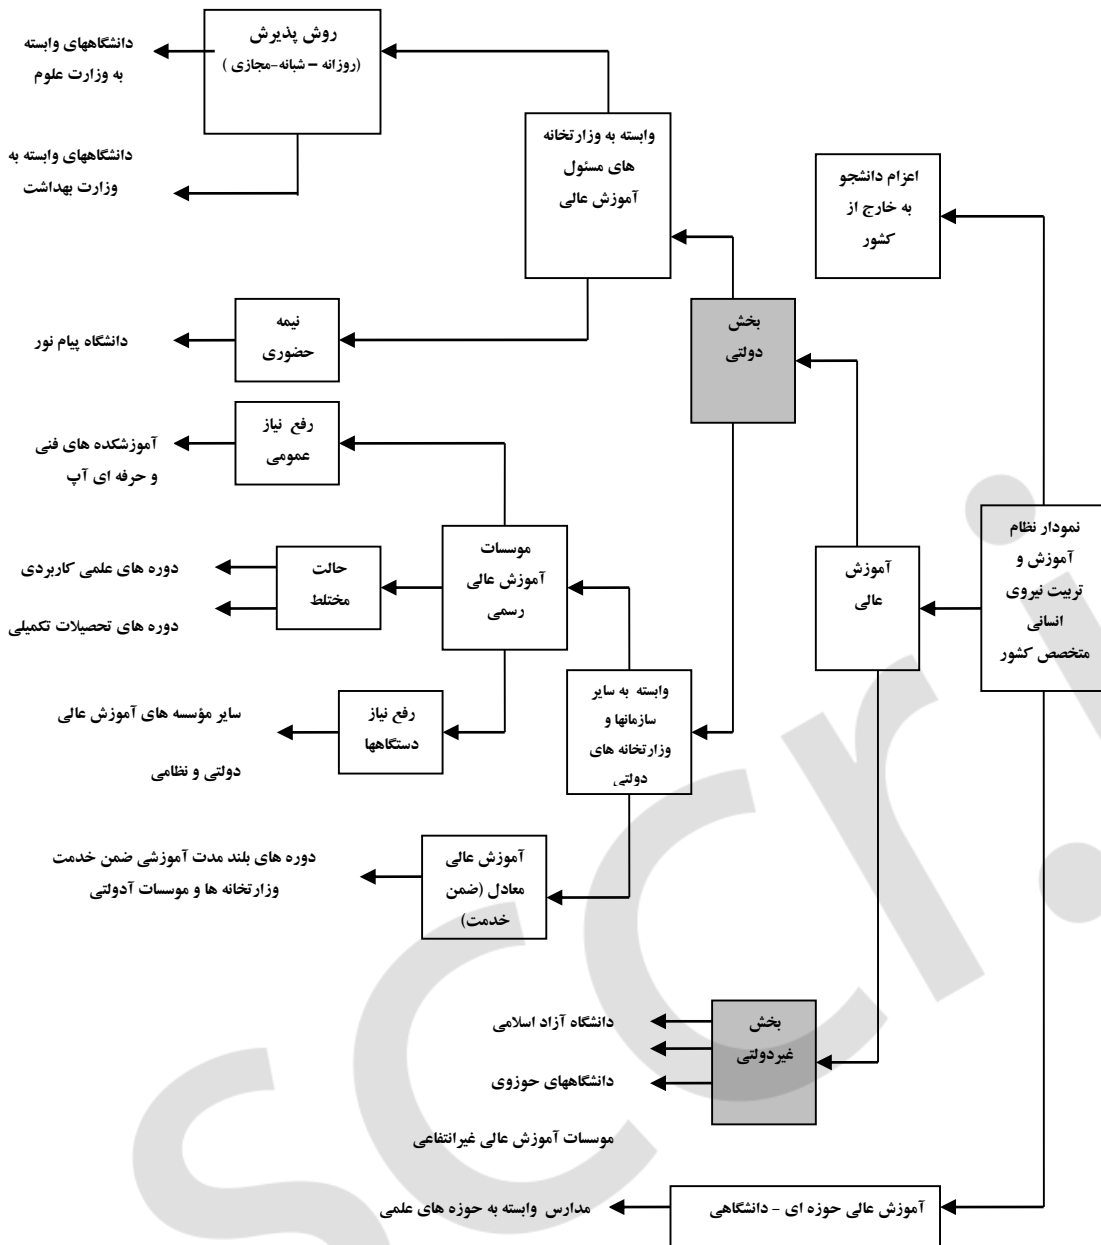 روش پذیرش
(روزانه – شبانه-مجازی )
دانشگاههای وابسته
به وزارت علوم
دانشگاههای وابسته به
وزارت بهداشت
وابسته به وزارتخانه
های مسئول
آموزش عالی
اعزام دانشجو
به خارج از
کشور
بخش
دولتی
نیمه
حضوری
دانشگاه پیام نور
رفع نیاز
عمومی
آموزشکده های فنی
و حرفه ای آپ
نمودار نظام
آموزش و
تربیت نیروی
انسانی
متخصص کشور
آموزش
عالی
موسسات
آموزش عالی
رسمی
حالت
مختلط
دوره های علمی کاربردی
دوره های تحصیلات تکمیلی
وابسته به سایر
سازمانها و
وزارتخانه های
دولتی
رفع نیاز
دستگاهها
سایر مؤسسه های آموزش عالی
دولتی و نظامی
آموزش عالی
معادل (ضمن
خدمت)
دوره های بلند مدت آموزشی ضمن خدمت
وزارتخانه ها و موسسات آدولتی
بخش
غیردولتی
دانشگاه آزاد اسلامی
دانشگاههای حوزوی
موسسات آموزش عالی غیرانتفاعی
آموزش عالی حوزه ای - دانشگاهی
مدارس وابسته به حوزه های علمی
sccr.i